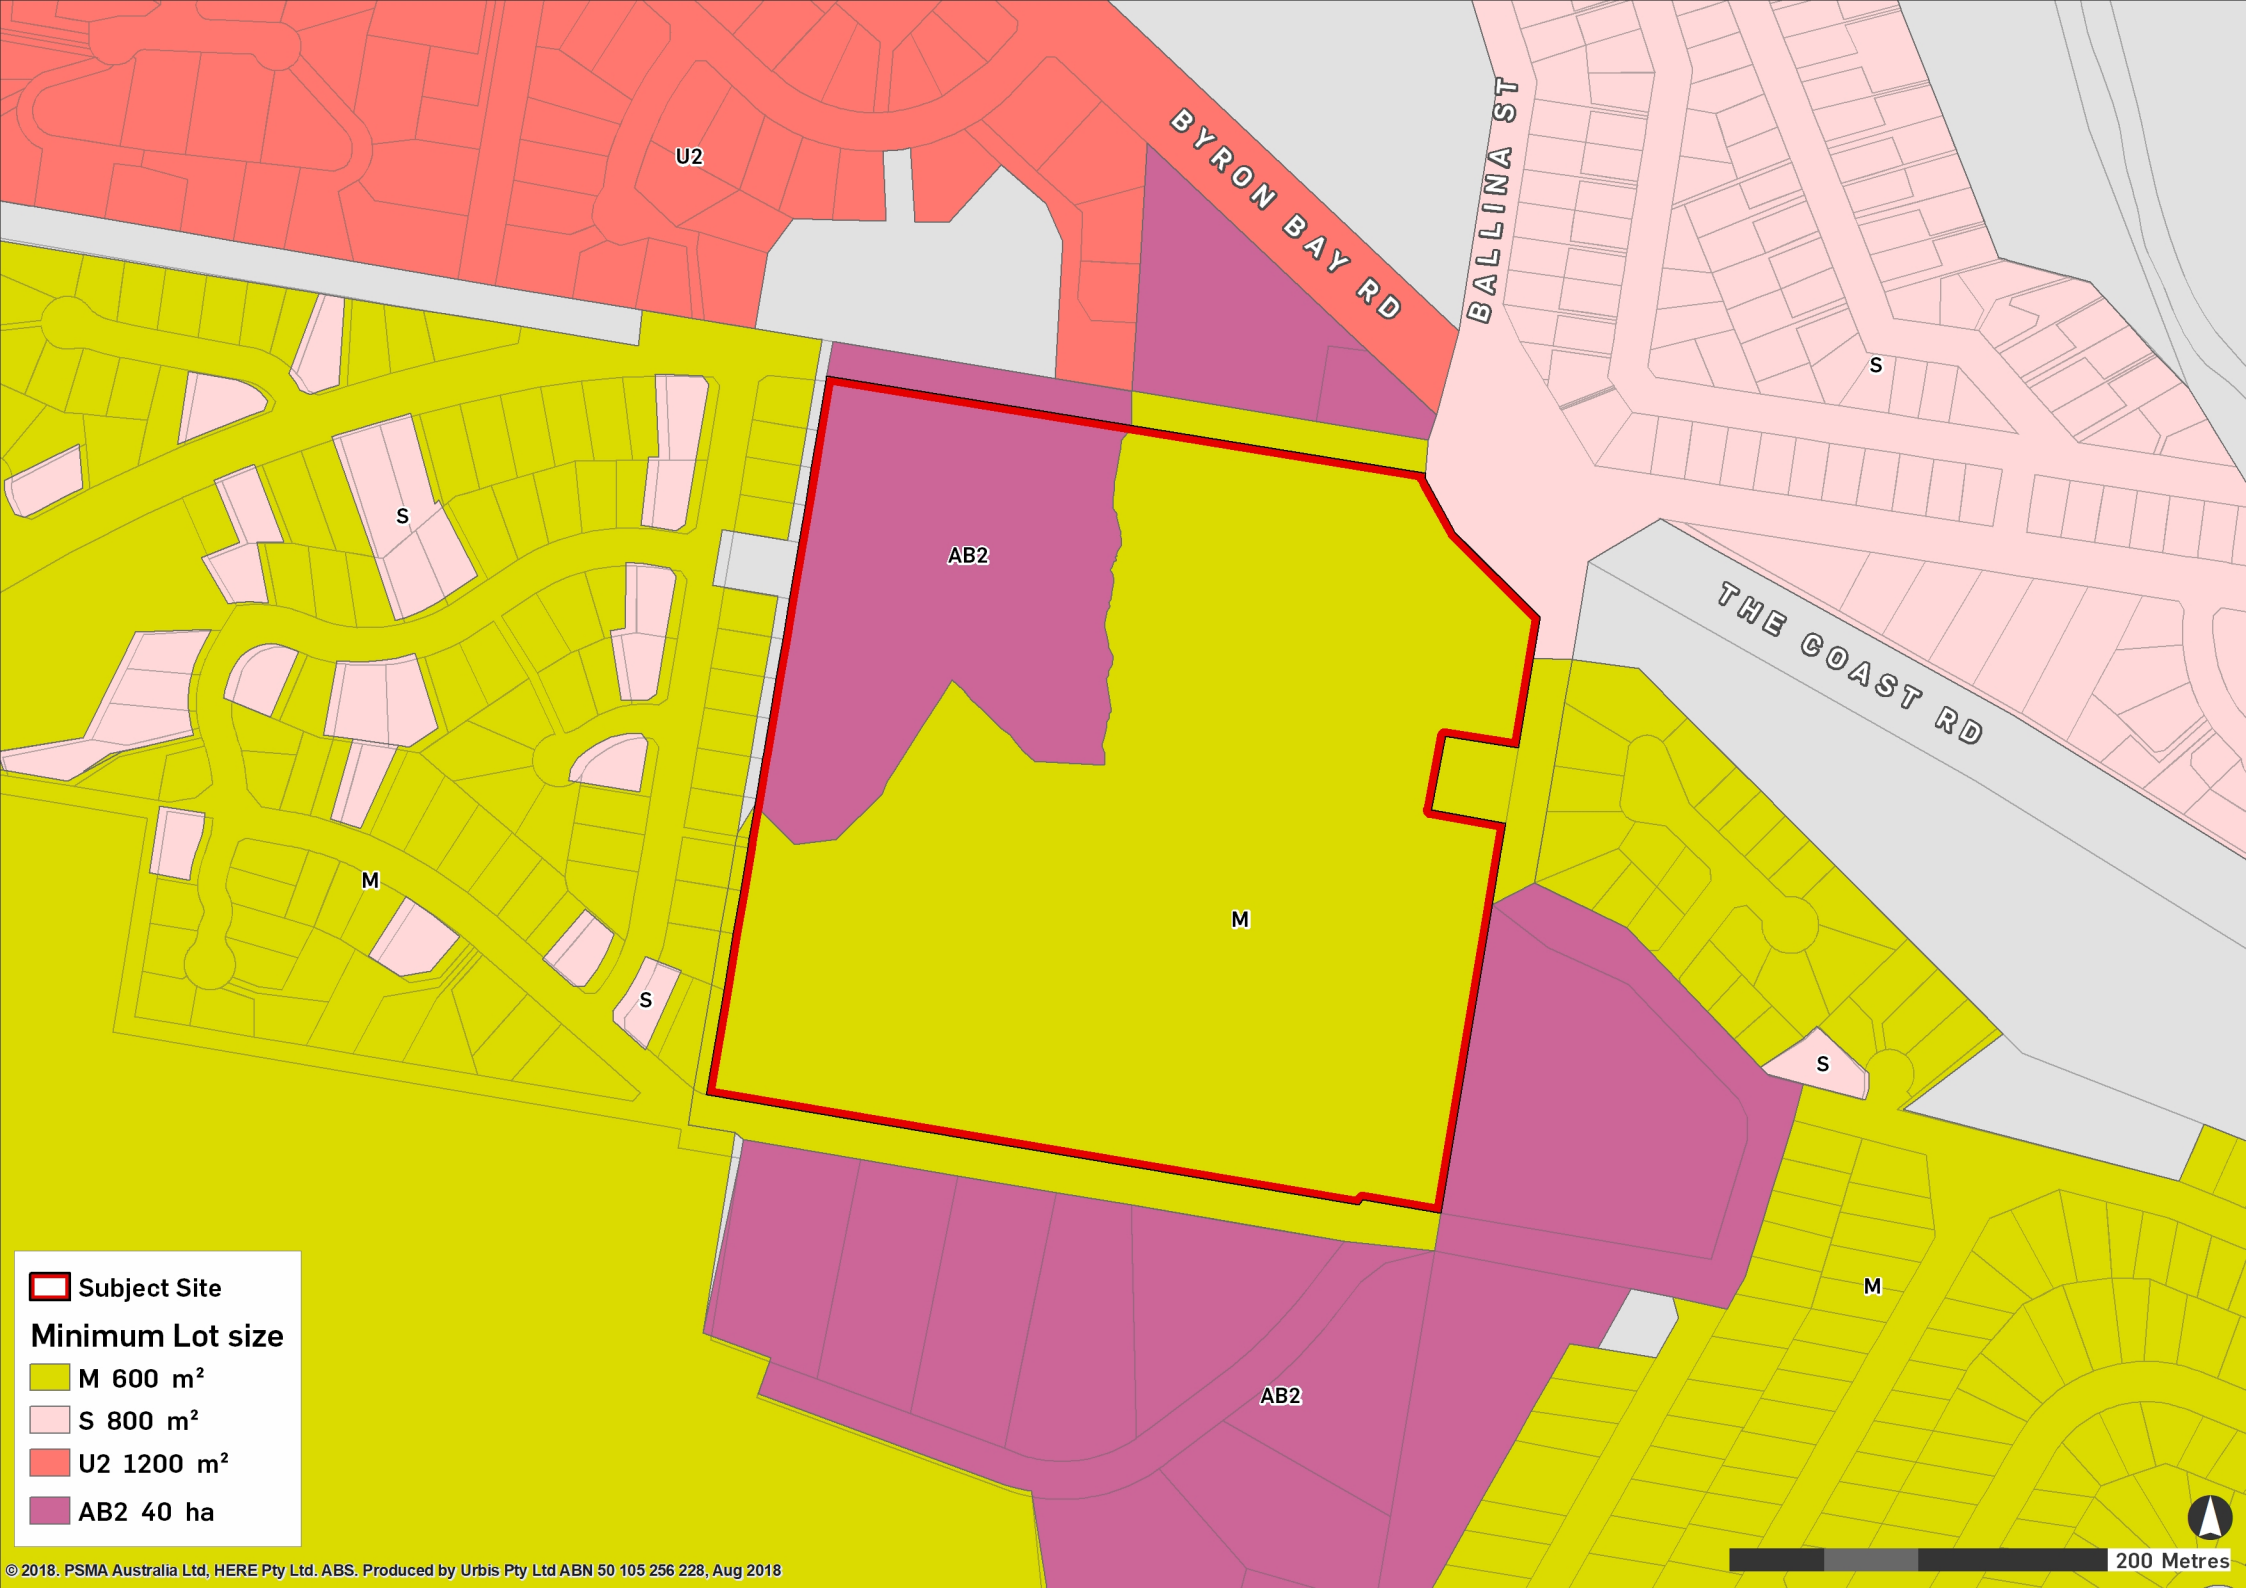 BYRON BAY RD
BALLINA ST
U2
S
S
AB2
THE COAST RD
M
M
S
S
M
AB2
Subject Site
Minimum Lot size
M 600 m²
S 800 m²
U2 1200 m²
AB2 40 ha
200 Metres
© 2018. PSMA Australia Ltd, HERE Pty Ltd. ABS. Produced by Urbis Pty Ltd ABN 50 105 256 228, Aug 2018